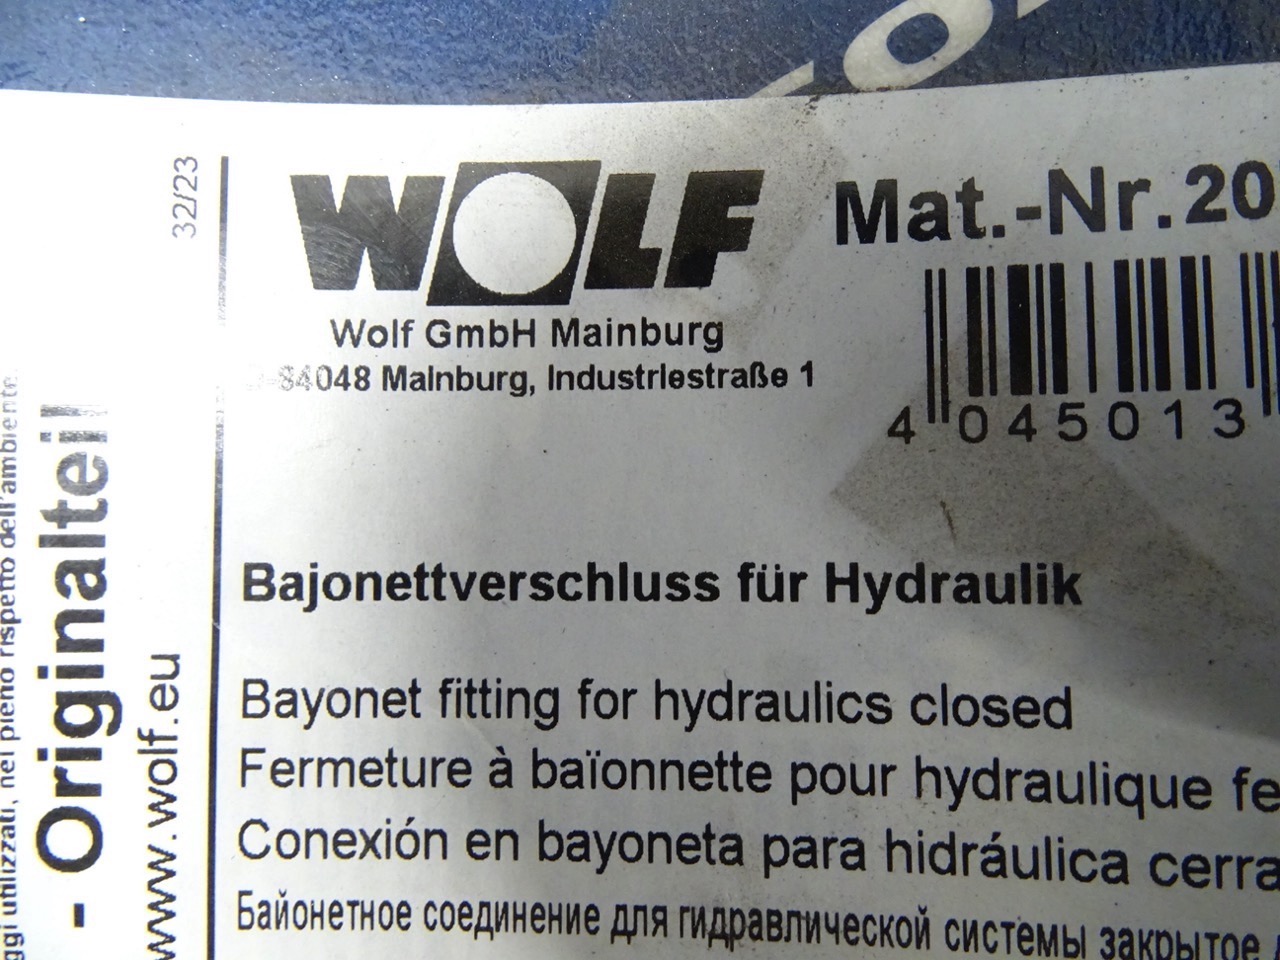 32/23
WOLF
Mat.-Nr.20
Wolf GmbH Mainburg
84048 Mainburg, Industriestraße 1
4 045013
Bajonettverschluss für Hydraulik
Bayonet fitting for hydraulics closed
Fermeture à baïonnette pour hydraulique fe
Conexión en bayoneta para hidráulica cerra
Байонетное соединение для гидравлической системы закрытое
- Originalteil
www.wolf.eu
ggi utilizzati, nel pieno rispetto dell'ambiente